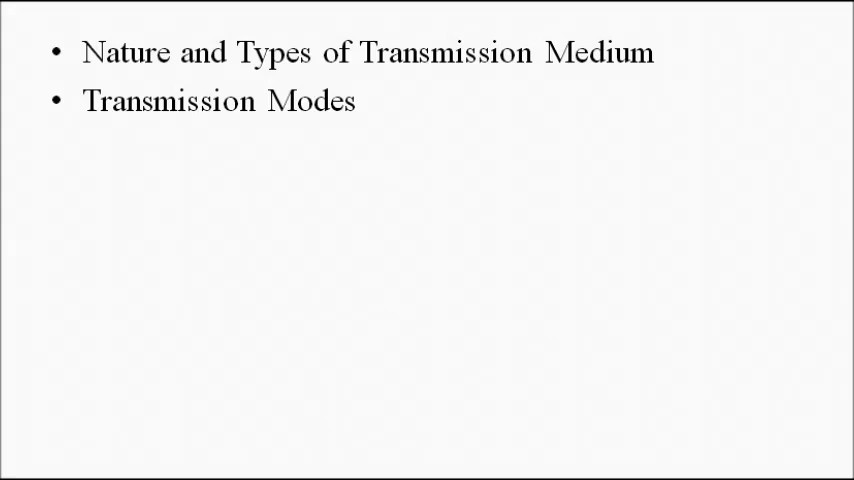 • Nature and Types of Transmission Medium
• Transmission Modes